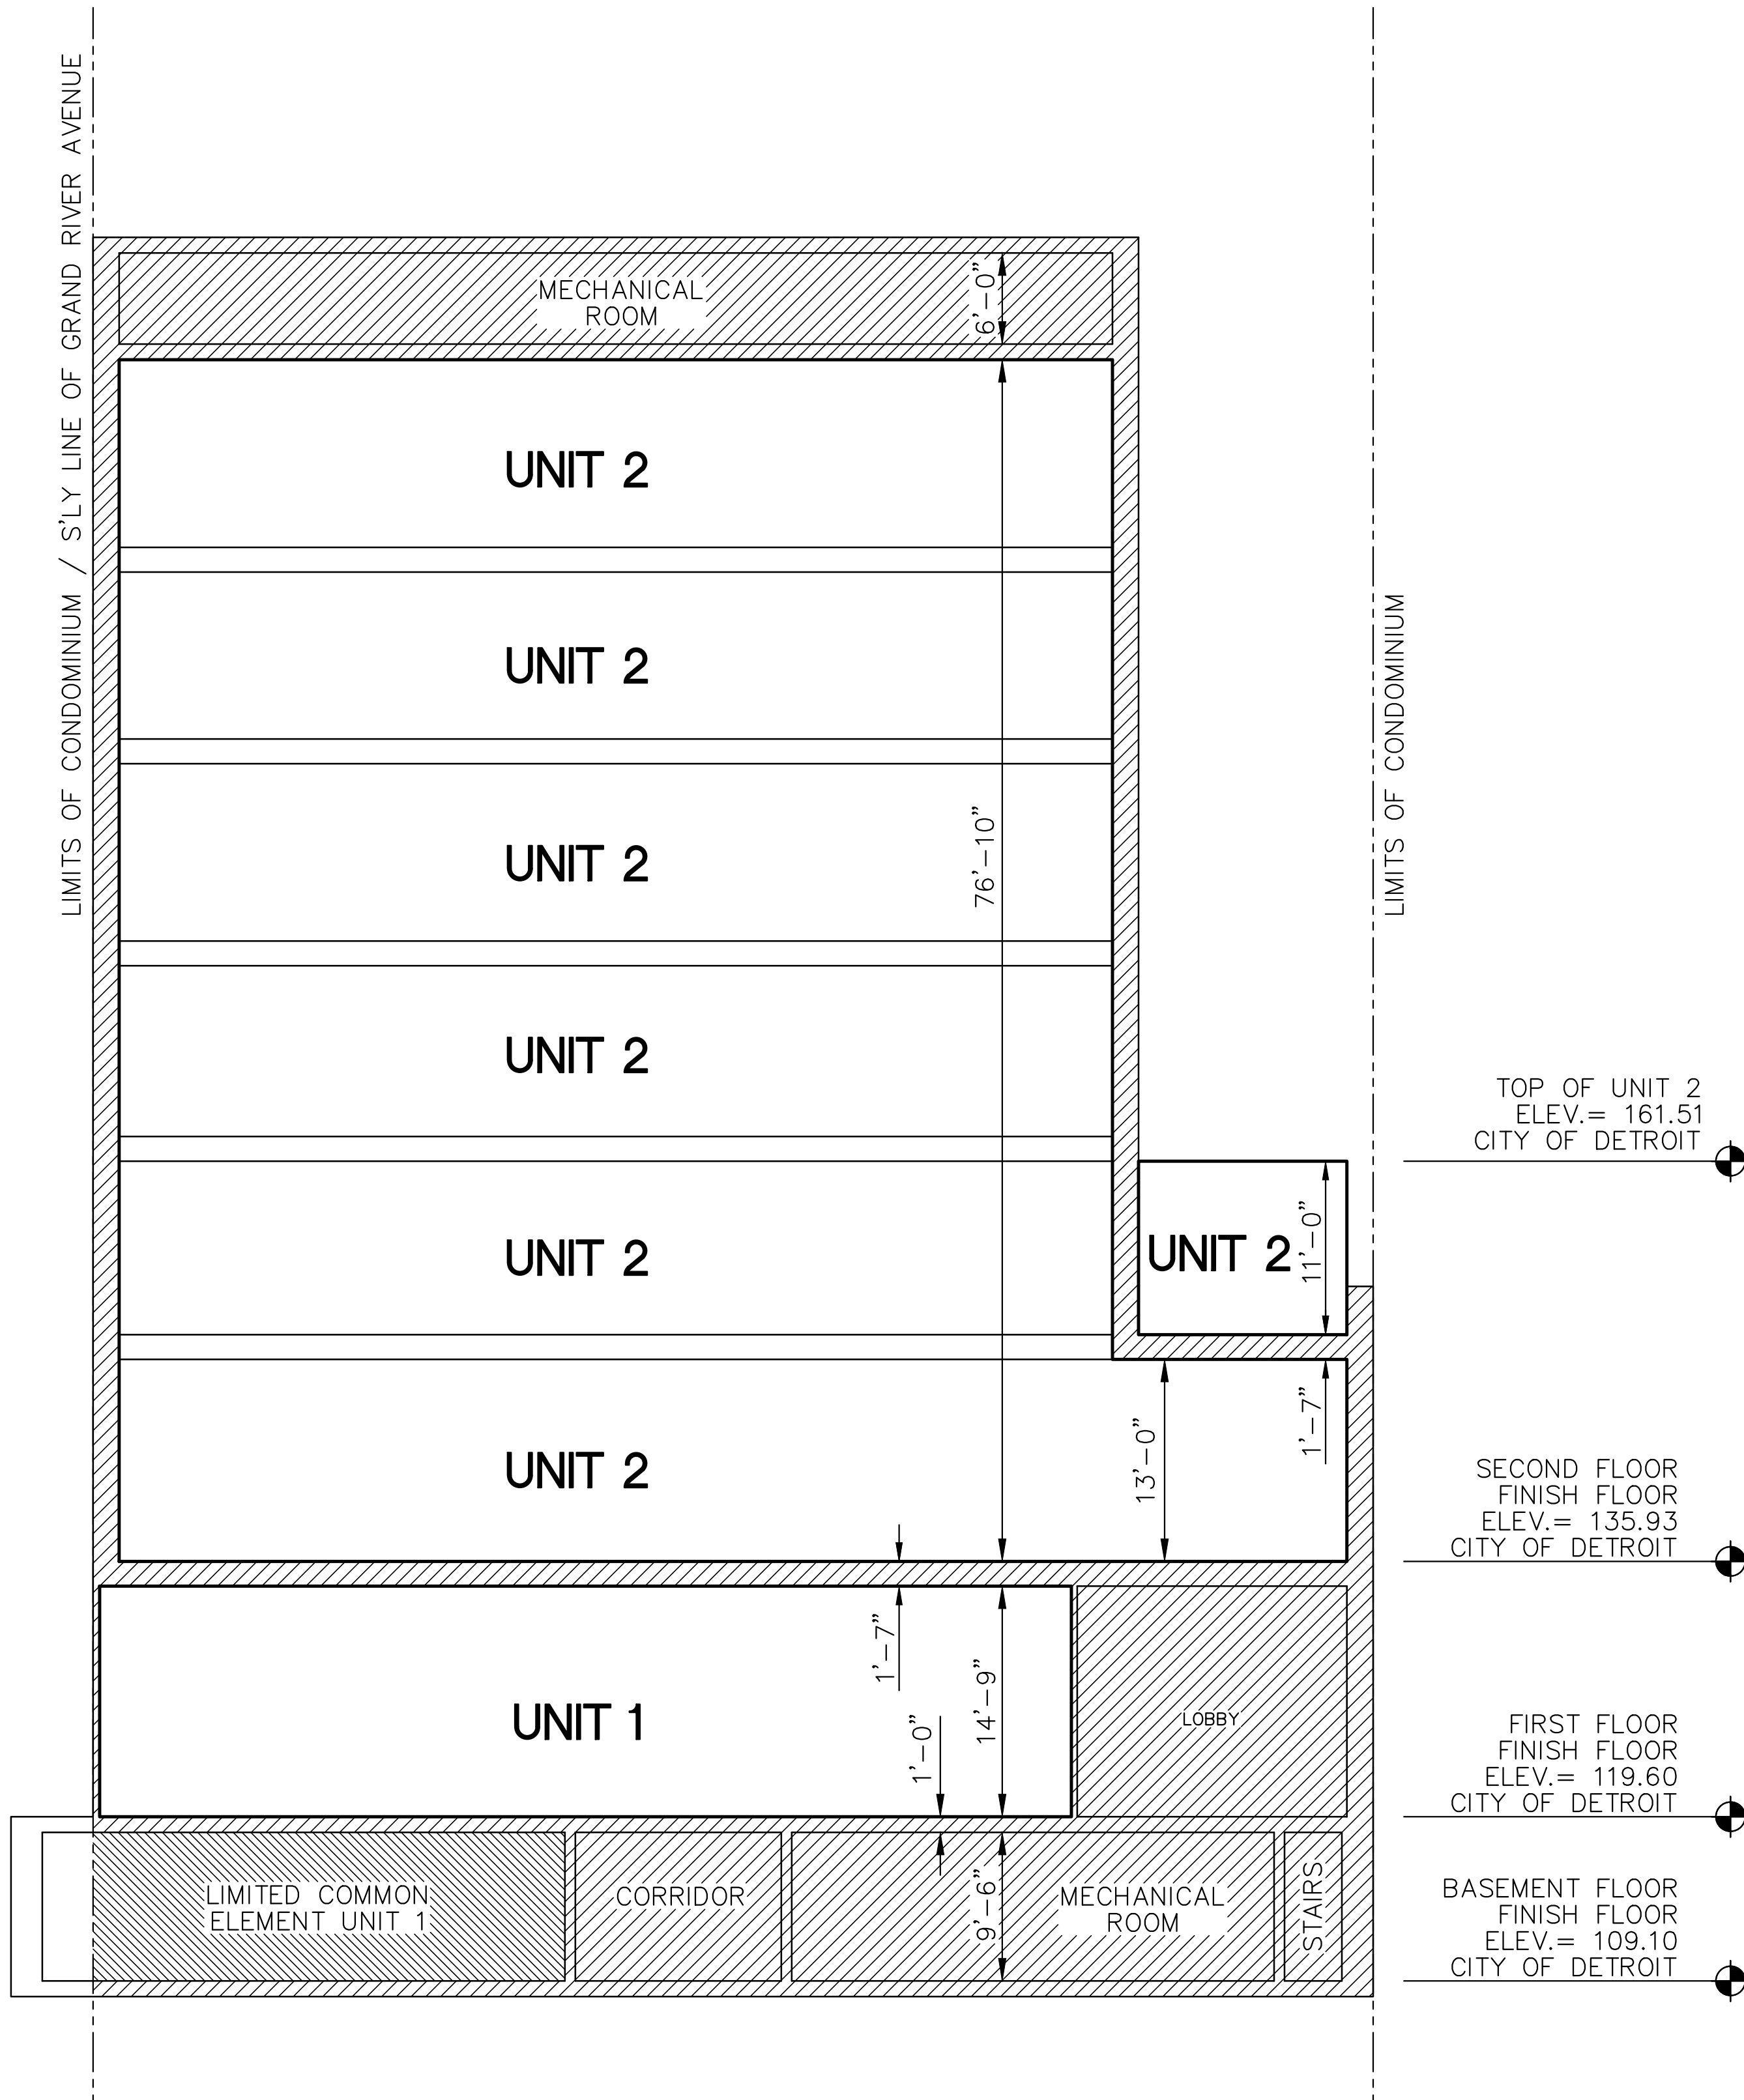 LIMITS OF CONDOMINIUM / S'LY LINE OF GRAND RIVER AVENUE
MECHANICAL
ROOM
6'-0"
UNIT 2
UNIT 2
LIMITS OF CONDOMINIUM
UNIT 2
76'-10"
UNIT 2
TOP OF UNIT 2
ELEV.= 161.51
CITY OF DETROIT
UNIT 2
UNIT 2
11'-0"
UNIT 2
13'-0"
1'-7"
SECOND FLOOR
FINISH FLOOR
ELEV.= 135.93
CITY OF DETROIT
1'-7"
14'-9"
1'-0"
UNIT 1
LOBBY
FIRST FLOOR
FINISH FLOOR
ELEV.= 119.60
CITY OF DETROIT
LIMITED COMMON
ELEMENT UNIT 1
CORRIDOR
9'-6"
MECHANICAL
ROOM
STAIRS
BASEMENT FLOOR
FINISH FLOOR
ELEV.= 109.10
CITY OF DETROIT